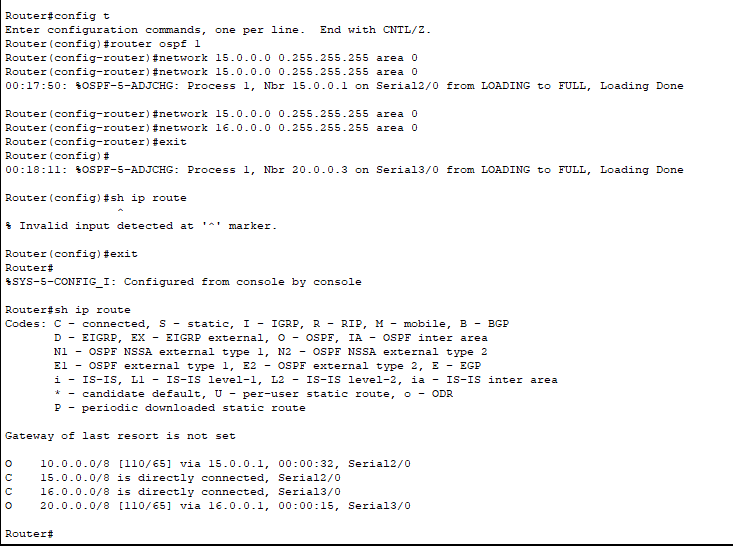 Router#config t
Enter configuration commands, one per line.  End with CNTL/Z.
Router(config)#router ospf 1
Router(config-router)#network 15.0.0.0 0.255.255.255 area 0
Router(config-router)#network 15.0.0.0 0.255.255.255 area 0
00:17:50: %OSPF-5-ADJCHG: Process 1, Nbr 15.0.0.1 on Serial2/0 from LOADING to FULL, Loading Done
Router(config-router)#network 15.0.0.0 0.255.255.255 area 0
Router(config-router)#network 16.0.0.0 0.255.255.255 area 0
Router(config-router)#exit
Router(config)#
00:18:11: %OSPF-5-ADJCHG: Process 1, Nbr 20.0.0.3 on Serial3/0 from LOADING to FULL, Loading Done
Router(config)#sh ip route
^
% Invalid input detected at '^' marker.
Router(config)#exit
Router#
%SYS-5-CONFIG_I: Configured from console by console
Router#sh ip route
Codes: C - connected, S - static, I - IGRP, R - RIP, M - mobile, B - BGP
D - EIGRP, EX - EIGRP external, O - OSPF, IA - OSPF inter area
N1 - OSPF NSSA external type 1, N2 - OSPF NSSA external type 2
E1 - OSPF external type 1, E2 - OSPF external type 2, E - EGP
i - IS-IS, L1 - IS-IS level-1, L2 - IS-IS level-2, ia - IS-IS inter area
* - candidate default, U - per-user static route, o - ODR
P - periodic downloaded static route
Gateway of last resort is not set
O    10.0.0.0/8 [110/65] via 15.0.0.1, 00:00:32, Serial2/0
C    15.0.0.0/8 is directly connected, Serial2/0
C    16.0.0.0/8 is directly connected, Serial3/0
O    20.0.0.0/8 [110/65] via 16.0.0.1, 00:00:15, Serial3/0
Router#